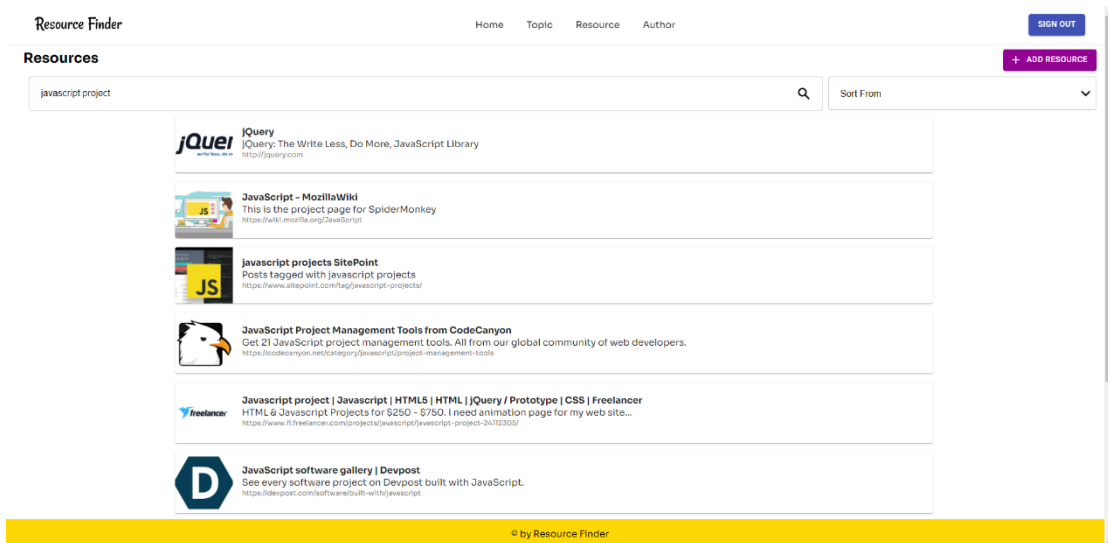 Resource Finder
Home Topic Resource Author
SIGN OUT
Resources
+ ADD RESOURCE
javascript project
Sort From
jQuer
write less, do m
jQuery
jQuery: The Write Less, Do More, JavaScript Library
http://jquery.com
JS
JavaScript - MozillaWiki
This is the project page for SpiderMonkey
https://wiki.mozilla.org/JavaScript
JS
javascript projects SitePoint
Posts tagged with javascript projects
https://www.sitepoint.com/tag/javascript-projects/
JavaScript Project Management Tools from CodeCanyon
Get 21 JavaScript project management tools. All from our global community of web developers.
https://codecanyon.net/category/javascript/project-management-tools
freelancer
Javascript project | Javascript | HTML5 | HTML | jQuery / Prototype | CSS | Freelancer
HTML & Javascript Projects for $250 - $750. I need animation page for my web site...
https://www.fi.freelancer.com/projects/javascript/javascript-project-24112305/
D
JavaScript software gallery | Devpost
See every software project on Devpost built with JavaScript.
https://devpost.com/software/built-with/javascript
© by Resource Finder